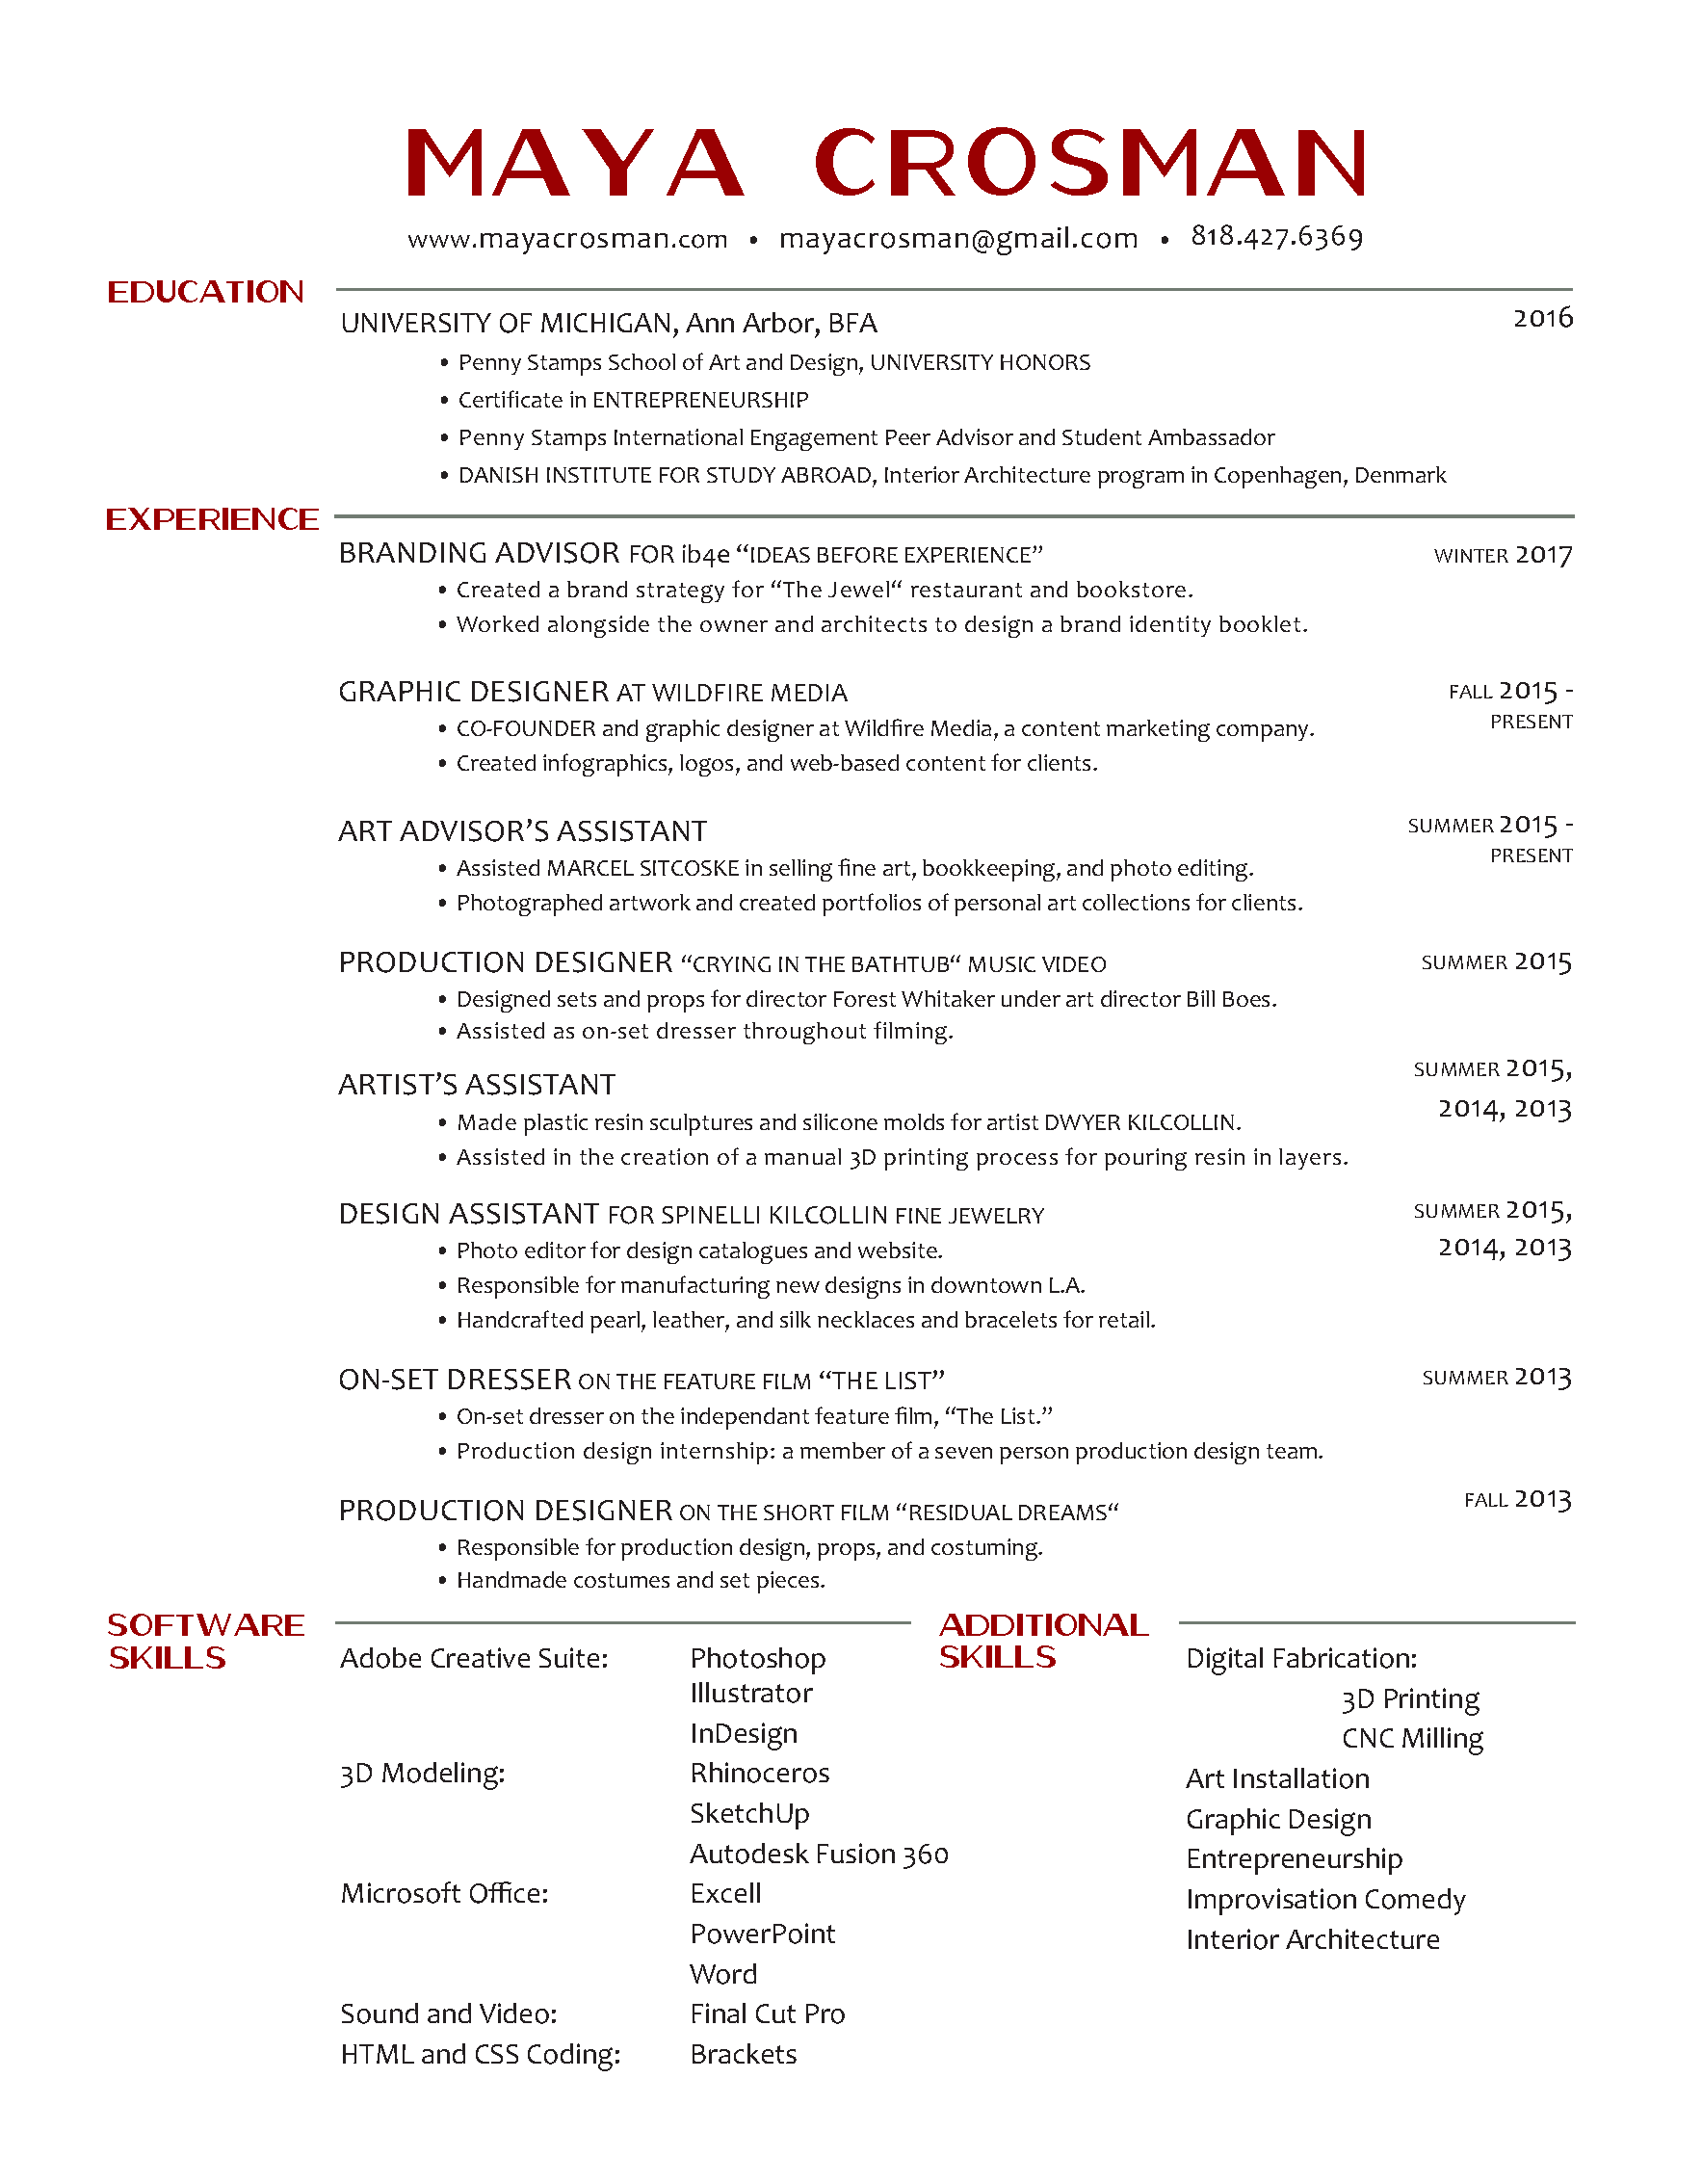 MAYA CROSMAN
www.mayacrosman.com • mayacrosman@gmail.com • 818.427.6369
EDUCATION
UNIVERSITY OF MICHIGAN, Ann Arbor, BFA 2016
• Penny Stamps School of Art and Design, UNIVERSITY HONORS
• Certificate in ENTREPRENEURSHIP
• Penny Stamps International Engagement Peer Advisor and Student Ambassador
• DANISH INSTITUTE FOR STUDY ABROAD, Interior Architecture program in Copenhagen, Denmark
EXPERIENCE
BRANDING ADVISOR FOR ib4e “IDEAS BEFORE EXPERIENCE” WINTER 2017
• Created a brand strategy for “The Jewel“ restaurant and bookstore.
• Worked alongside the owner and architects to design a brand identity booklet.
GRAPHIC DESIGNER AT WILDFIRE MEDIA FALL 2015 -
PRESENT
• CO-FOUNDER and graphic designer at Wildfire Media, a content marketing company.
• Created infographics, logos, and web-based content for clients.
ART ADVISOR’S ASSISTANT SUMMER 2015 -
PRESENT
• Assisted MARCEL SITCOSKE in selling fine art, bookkeeping, and photo editing.
• Photographed artwork and created portfolios of personal art collections for clients.
PRODUCTION DESIGNER “CRYING IN THE BATHTUB“ MUSIC VIDEO SUMMER 2015
• Designed sets and props for director Forest Whitaker under art director Bill Boes.
• Assisted as on-set dresser throughout filming.
ARTIST’S ASSISTANT SUMMER 2015,
2014, 2013
• Made plastic resin sculptures and silicone molds for artist DWYER KILCOLLIN.
• Assisted in the creation of a manual 3D printing process for pouring resin in layers.
DESIGN ASSISTANT FOR SPINELLI KILCOLLIN FINE JEWELRY SUMMER 2015,
2014, 2013
• Photo editor for design catalogues and website.
• Responsible for manufacturing new designs in downtown L.A.
• Handcrafted pearl, leather, and silk necklaces and bracelets for retail.
ON-SET DRESSER ON THE FEATURE FILM “THE LIST” SUMMER 2013
• On-set dresser on the independant feature film, “The List.”
• Production design internship: a member of a seven person production design team.
PRODUCTION DESIGNER ON THE SHORT FILM “RESIDUAL DREAMS“ FALL 2013
• Responsible for production design, props, and costuming.
• Handmade costumes and set pieces.
SOFTWARE
SKILLS
Adobe Creative Suite: Photoshop
Illustrator
InDesign
3D Modeling: Rhinoceros
SketchUp
Autodesk Fusion 360
Microsoft Office: Excell
PowerPoint
Word
Sound and Video: Final Cut Pro
HTML and CSS Coding: Brackets
ADDITIONAL
SKILLS
Digital Fabrication:
3D Printing
CNC Milling
Art Installation
Graphic Design
Entrepreneurship
Improvisation Comedy
Interior Architecture